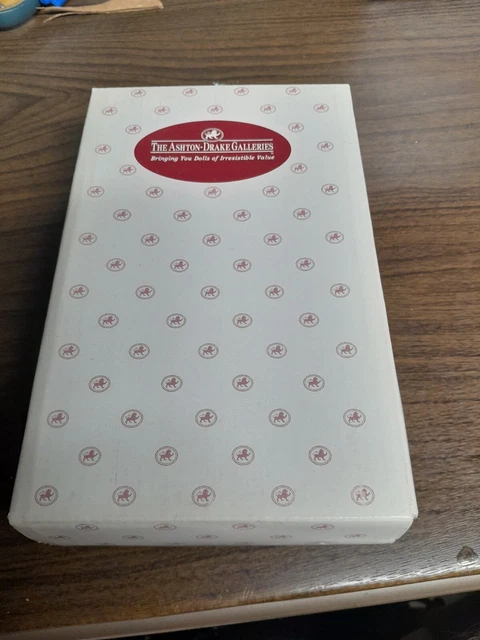 THE ASHTON-DRAKE GALLERIES
Bringing You Dolls of Irresistible Value